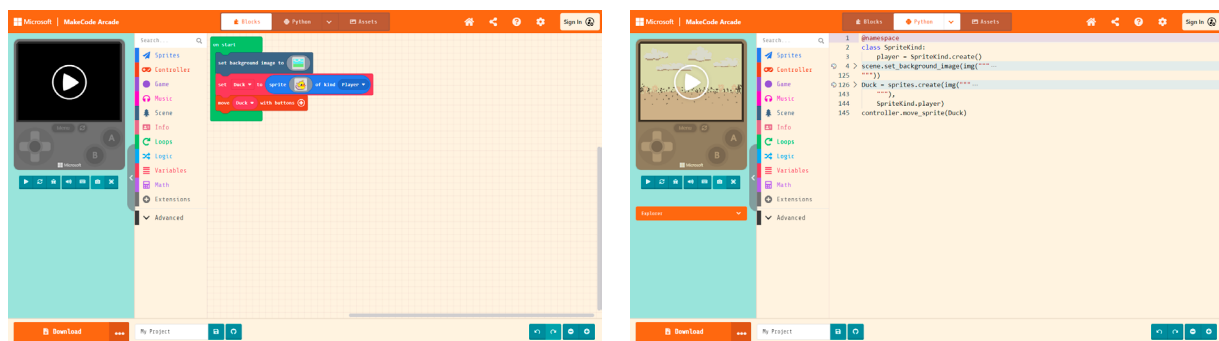 Microsoft | MakeCode Arcade
Blocks
Python
Assets
Sign In
Search
Sprites
Controller
Game
Music
Scene
Info
Loops
Logic
Variables
Math
Extensions
Advanced
on start
set background image to
set Duck to sprite of kind Player
move Duck with buttons
MENU
A
B
Microsoft
Download
My Project
Microsoft | MakeCode Arcade
Blocks
Python
Assets
Sign In
MENU
A
B
Microsoft
Explorer
Search
Sprites
Controller
Game
Music
Scene
Info
Loops
Logic
Variables
Math
Extensions
Advanced
1 @namespace
2 class SpriteKind:
3 player = SpriteKind.create()
4 scene.set_background_image(img("""
125 """))
126 Duck = sprites.create(img("""
143 """),
144 SpriteKind.player)
145 controller.move_sprite(Duck)
Download
My Project